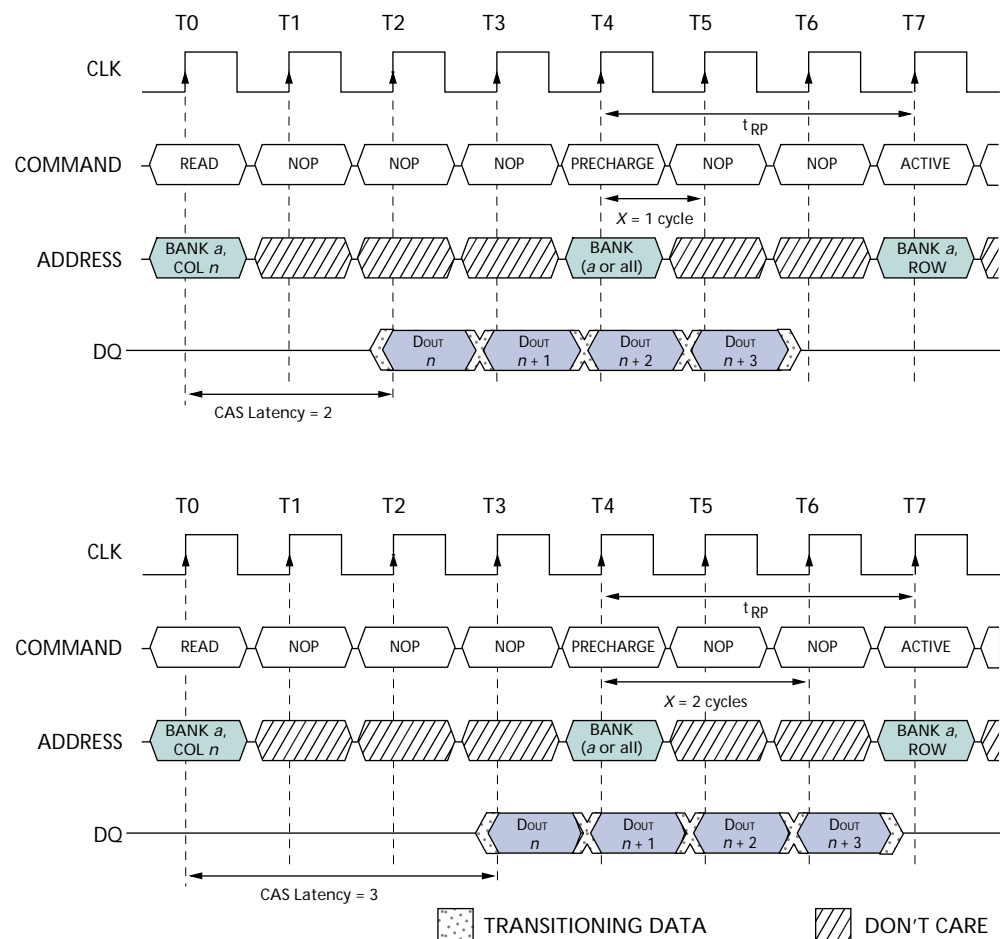 T0 T1 T2 T3 T4 T5 T6 T7
CLK
tRP
COMMAND READ NOP NOP NOP PRECHARGE NOP NOP ACTIVE
X = 1 cycle
ADDRESS BANK a, COL n BANK (a or all) BANK a, ROW
DQ DOUT n DOUT n + 1 DOUT n + 2 DOUT n + 3
CAS Latency = 2
T0 T1 T2 T3 T4 T5 T6 T7
CLK
tRP
COMMAND READ NOP NOP NOP PRECHARGE NOP NOP ACTIVE
X = 2 cycles
ADDRESS BANK a, COL n BANK (a or all) BANK a, ROW
DQ DOUT n DOUT n + 1 DOUT n + 2 DOUT n + 3
CAS Latency = 3
TRANSITIONING DATA DON'T CARE